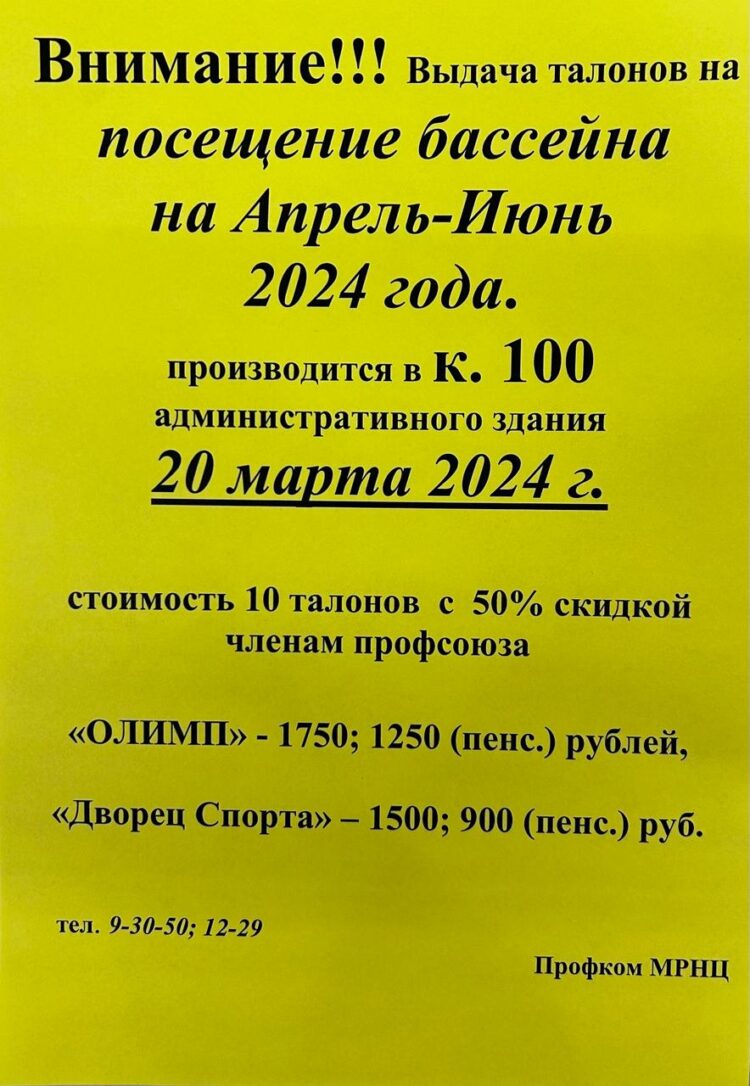 Внимание!!! Выдача талонов на
посещение бассейна
на Апрель-Июнь
2024 года.
производится в к. 100
административного здания
20 марта 2024 г.
стоимость 10 талонов с 50% скидкой
членам профсоюза
«ОЛИМП» - 1750; 1250 (пенс.) рублей,
«Дворец Спорта» – 1500; 900 (пенс.) руб.
тел. 9-30-50; 12-29
Профком МРНЦ